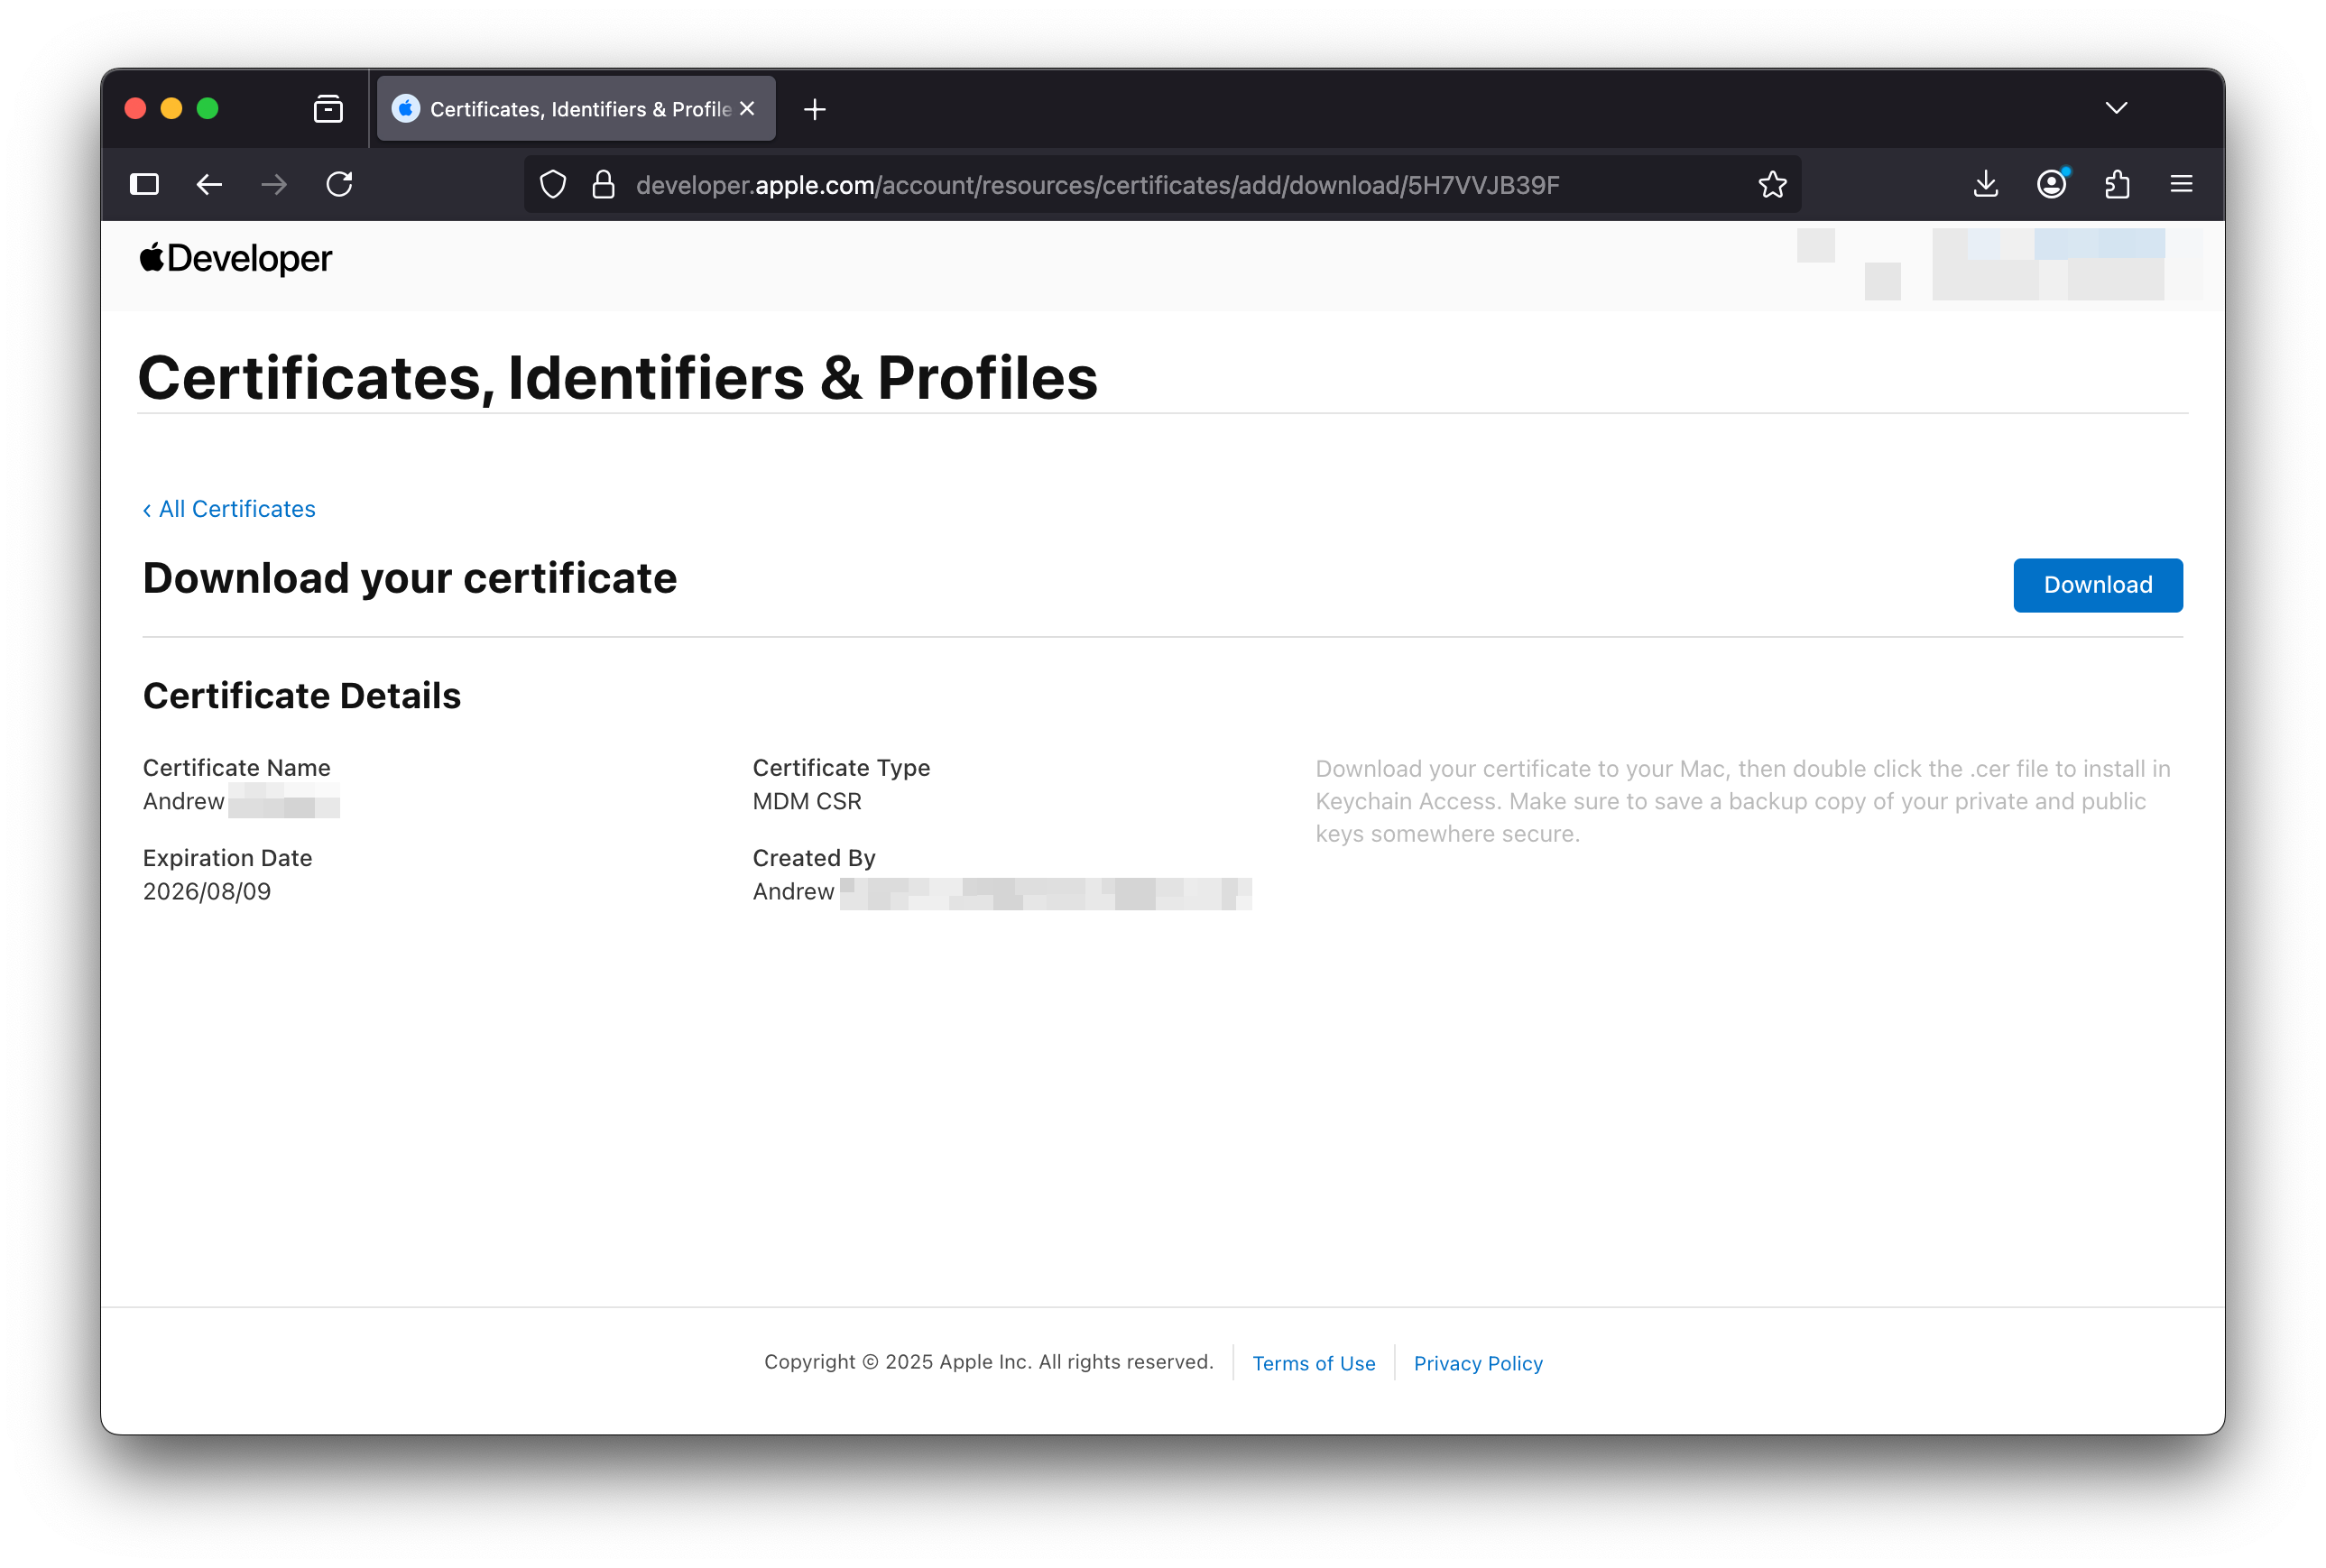 Certificates, Identifiers & Profile
developer.apple.com/account/resources/certificates/add/download/5H7VVJB39F
Developer
Certificates, Identifiers & Profiles
‹ All Certificates
Download your certificate
Download
Certificate Details
Certificate Name
Andrew
Expiration Date
2026/08/09
Certificate Type
MDM CSR
Created By
Andrew
Download your certificate to your Mac, then double click the .cer file to install in
Keychain Access. Make sure to save a backup copy of your private and public
keys somewhere secure.
Copyright © 2025 Apple Inc. All rights reserved.
Terms of Use
Privacy Policy